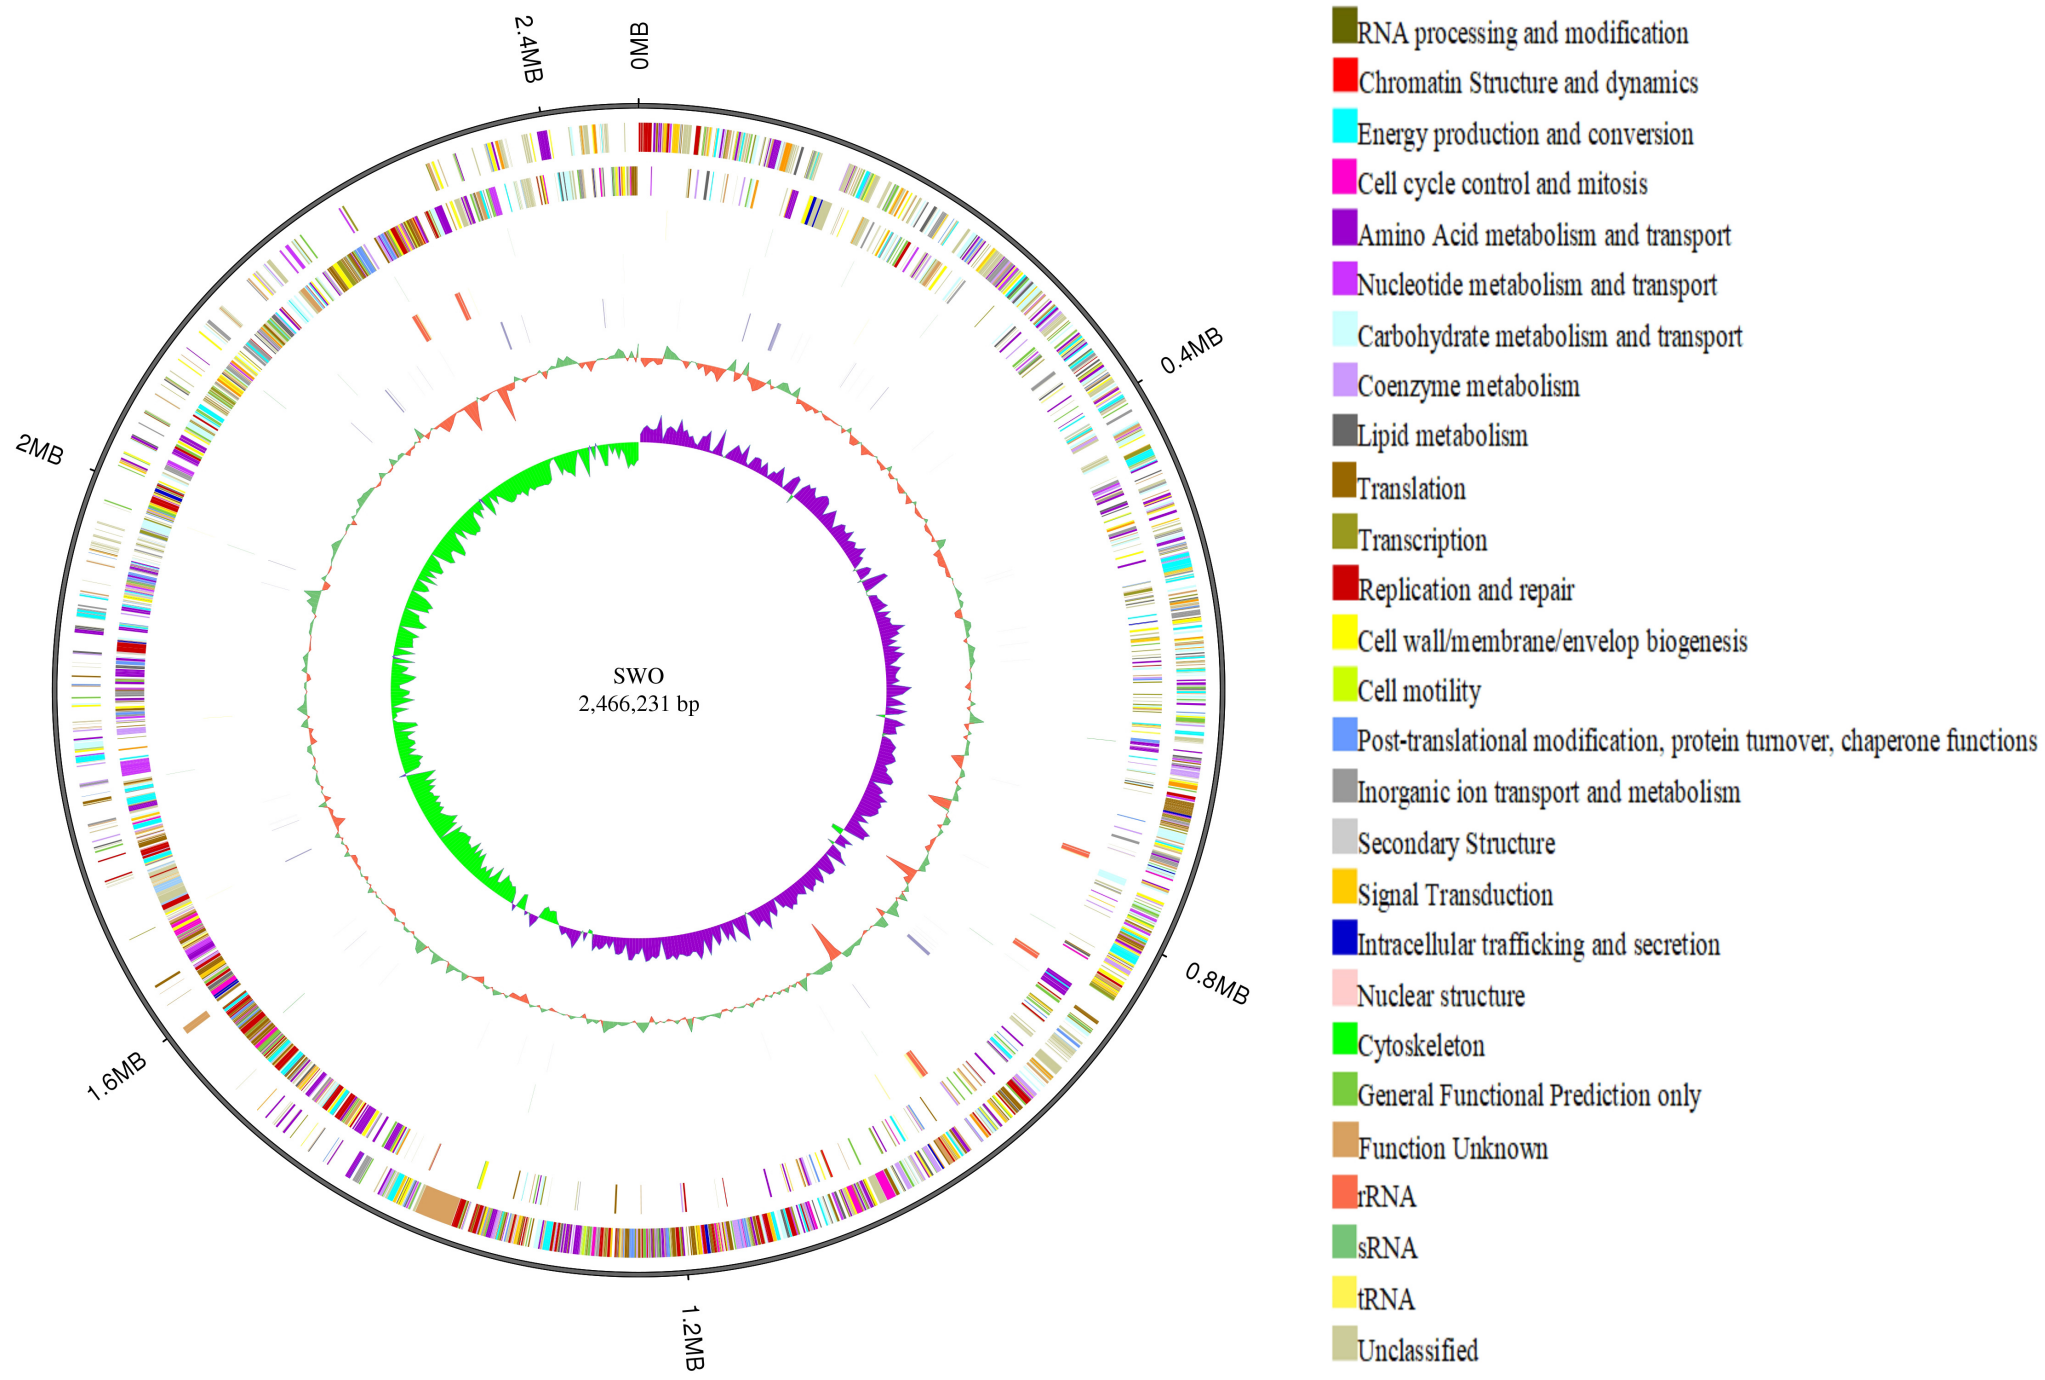 2.4MB
0MB
0.4MB
2MB
SWO
2,466,231 bp
0.8MB
1.6MB
1.2MB
RNA processing and modification
Chromatin Structure and dynamics
Energy production and conversion
Cell cycle control and mitosis
Amino Acid metabolism and transport
Nucleotide metabolism and transport
Carbohydrate metabolism and transport
Coenzyme metabolism
Lipid metabolism
Translation
Transcription
Replication and repair
Cell wall/membrane/envelop biogenesis
Cell motility
Post-translational modification, protein turnover, chaperone functions
Inorganic ion transport and metabolism
Secondary Structure
Signal Transduction
Intracellular trafficking and secretion
Nuclear structure
Cytoskeleton
General Functional Prediction only
Function Unknown
rRNA
sRNA
tRNA
Unclassified